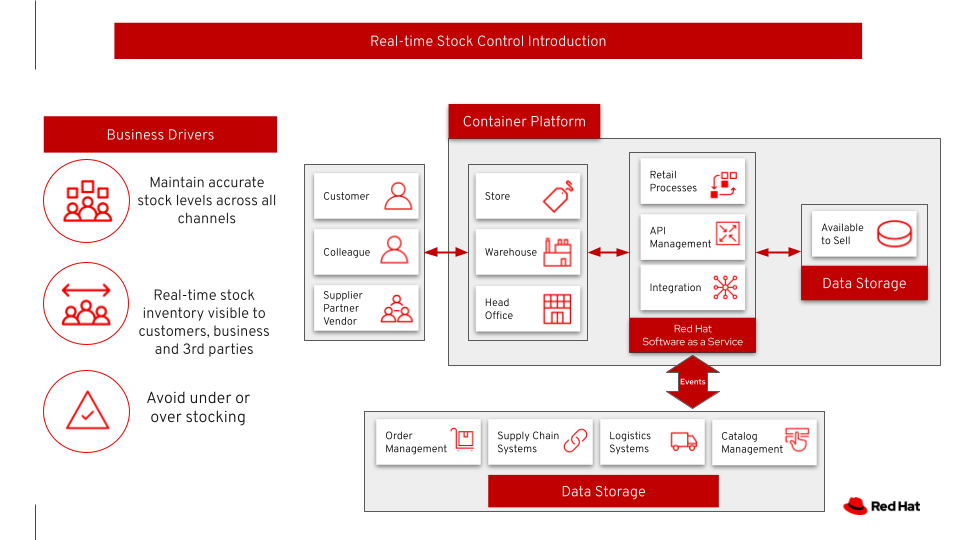 Real-time Stock Control Introduction
Business Drivers
Maintain accurate
stock levels across all
channels
Real-time stock
inventory visible to
customers, business
and 3rd parties
Avoid under or
over stocking
Container Platform
Customer
Colleague
Supplier
Partner
Vendor
Store
Warehouse
Head
Office
Retail
Processes
API
Management
Integration
Red Hat
Software as a Service
Available
to Sell
Data Storage
Events
Order
Management
Supply Chain
Systems
Logistics
Systems
Catalog
Management
Data Storage
Red Hat